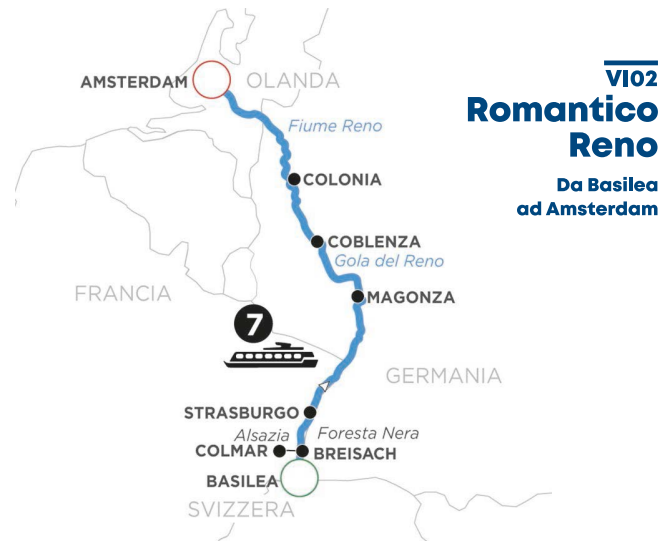 VI02
Romantico
Reno
Da Basilea
ad Amsterdam
AMSTERDAM
OLANDA
Fiume Reno
COLONIA
COBLENZA
Gola del Reno
FRANCIA
MAGONZA
7
GERMANIA
STRASBURGO
Alsazia
Foresta Nera
COLMAR
BREISACH
BASILEA
SVIZZERA